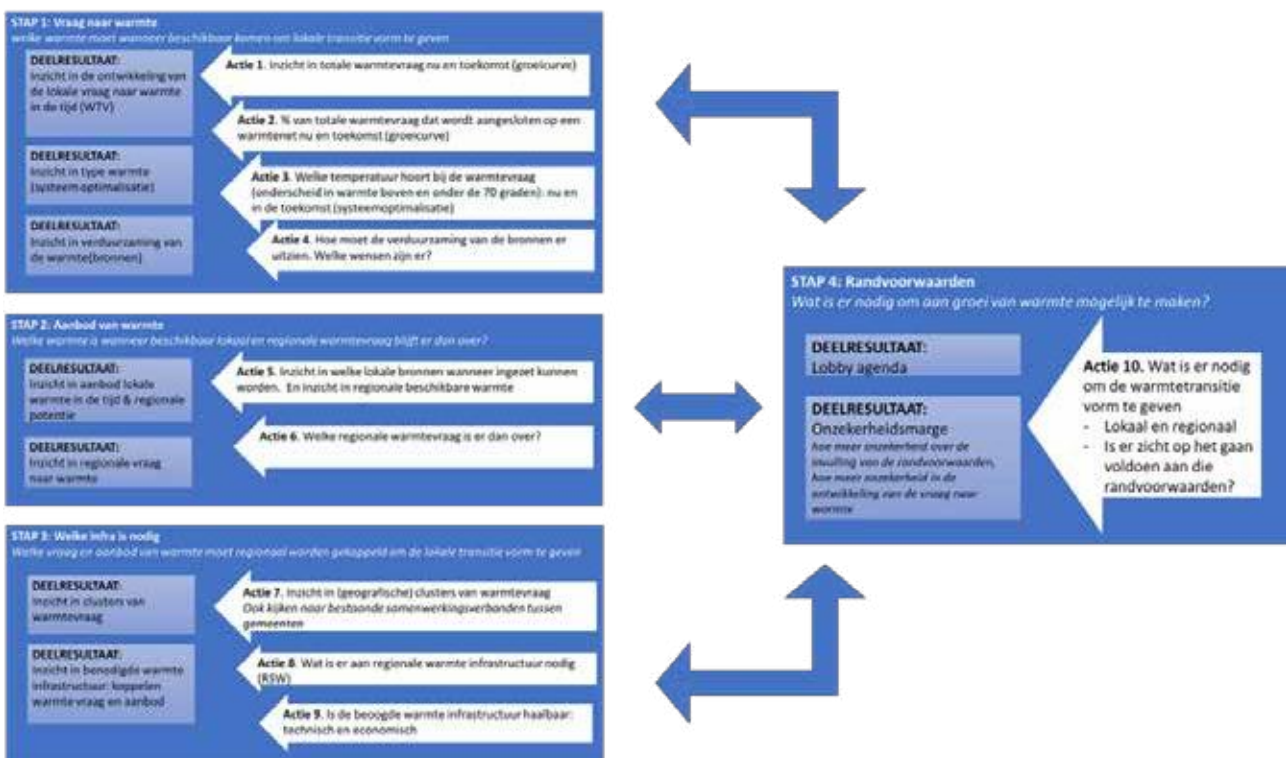 STAP 1: Vraag naar warmte
welke warmte moet wanneer beschikbaar komen om lokale transitie vorm te geven
DEELRESULTAAT:
Inzicht in de ontwikkeling van
de lokale vraag naar warmte
in de tijd (WTV)
Actie 1. Inzicht in totale warmtevraag nu en toekomst (groeicurve)
Actie 2. % van totale warmtevraag dat wordt aangesloten op een
warmtenet nu en toekomst (groeicurve)
DEELRESULTAAT:
Inzicht in type warmte
(systeemoptimalisatie)
Actie 3. Welke temperatuur hoort bij de warmtevraag
(onderscheid in warmte boven en onder de 70 graden): nu en
in de toekomst (systeemoptimalisatie)
DEELRESULTAAT:
Inzicht in verduurzaming van
de warmte(bronnen)
Actie 4. Hoe moet de verduurzaming van de bronnen er
uitzien. Welke wensen zijn er?
STAP 2: Aanbod van warmte
Welke warmte is wanneer beschikbaar lokaal en regionale warmtevraag blijft er dan over?
DEELRESULTAAT:
Inzicht in aanbod lokale
warmte in de tijd & regionale
potentie
Actie 5. Inzicht in welke lokale bronnen wanneer ingezet kunnen
worden. En inzicht in regionale beschikbare warmte
DEELRESULTAAT:
Inzicht in regionale vraag
naar warmte
Actie 6. Welke regionale warmtevraag is er dan over?
STAP 3: Welke infra is nodig
Welke vraag en aanbod van warmte moet regionaal worden gekoppeld om de lokale transitie vorm te geven
DEELRESULTAAT:
Inzicht in clusters van
warmtevraag
Actie 7. Inzicht in (geografische) clusters van warmtevraag
Ook kijken naar bestaande samenwerkingsverbanden tussen
gemeenten
DEELRESULTAAT:
Inzicht in benodigde warmte
infrastructuur: koppelen
warmte vraag en aanbod
Actie 8. Wat is er aan regionale warmte infrastructuur nodig
(RSW)
Actie 9. Is de beoogde warmte infrastructuur haalbaar:
technisch en economisch
STAP 4: Randvoorwaarden
Wat is er nodig om aan groei van warmte mogelijk te maken?
DEELRESULTAAT:
Lobby agenda
DEELRESULTAAT:
Onzekerheidsmarge
hoe meer onzekerheid over de
invulling van de randvoorwaarden,
hoe meer onzekerheid in de
ontwikkeling van de vraag naar
warmte
Actie 10. Wat is er nodig
om de warmtetransitie
vorm te geven
- Lokaal en regionaal
- Is er zicht op het gaan
voldoen aan die
randvoorwaarden?